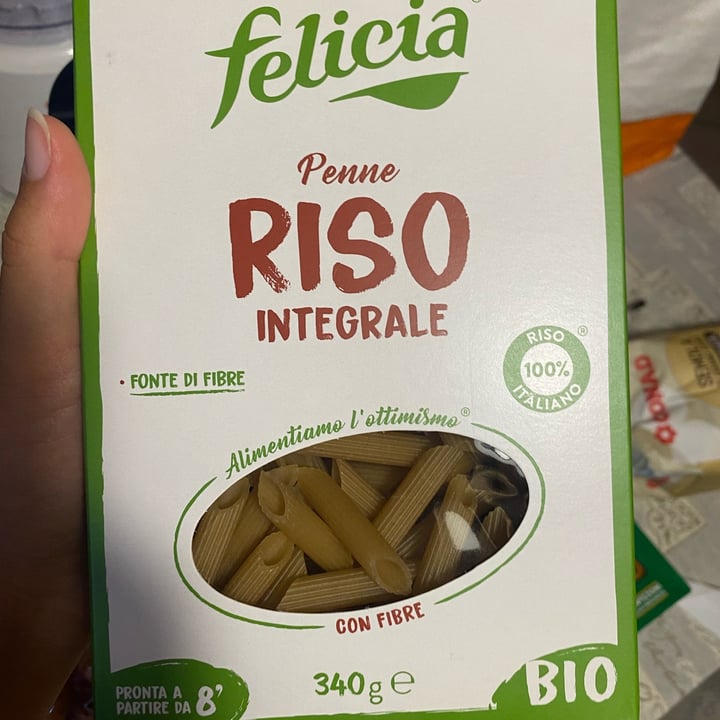 felicia
Penne
RISO
INTEGRALE
• FONTE DI FIBRE
RISO ®
100%
ITALIANO
Alimentiamo l'ottimismo®
CON FIBRE
PRONTA A
PARTIRE DA 8'
340g e
BIO
CONAD